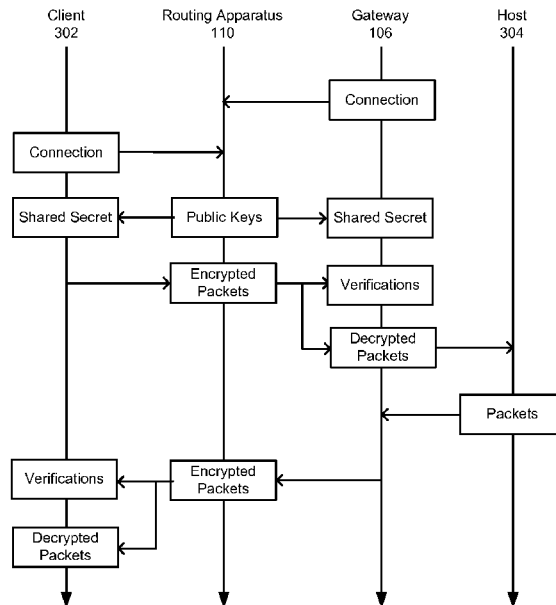 Client
302
Routing Apparatus
110
Gateway
106
Host
304
Connection
Connection
Shared Secret
Public Keys
Shared Secret
Encrypted
Packets
Verifications
Decrypted
Packets
Packets
Verifications
Encrypted
Packets
Decrypted
Packets